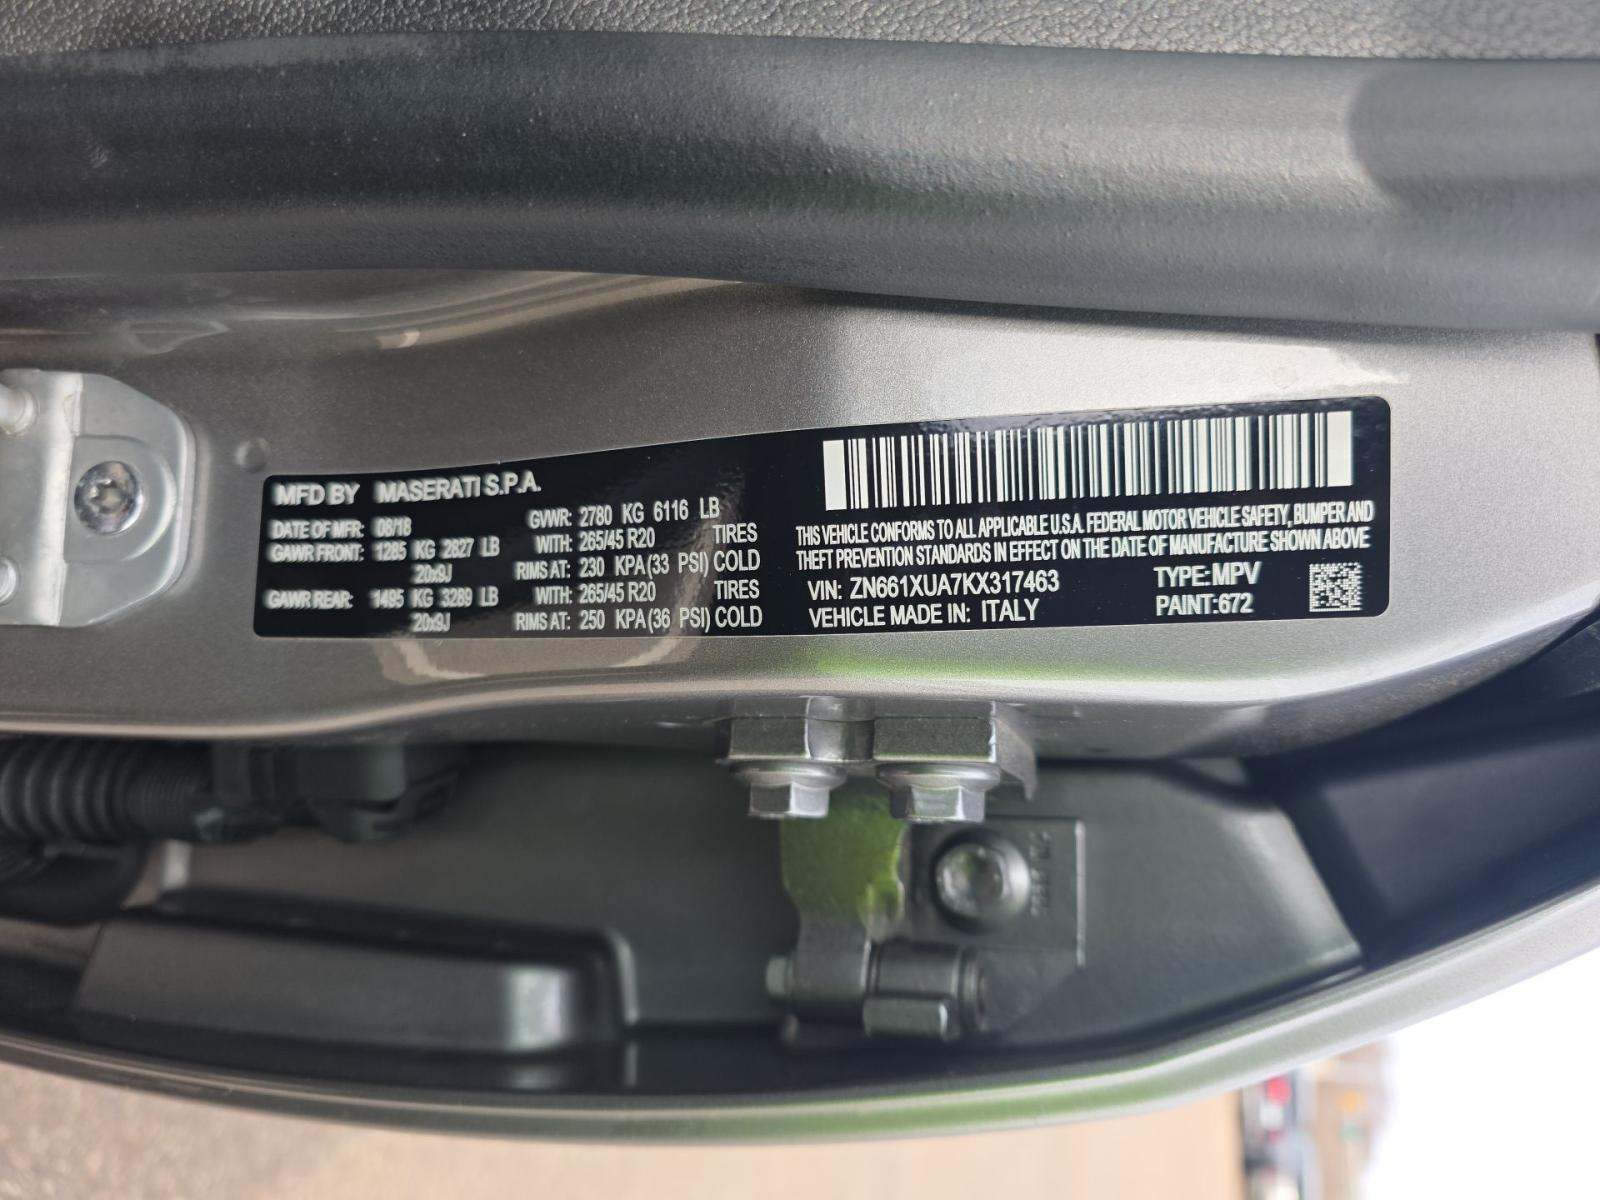 MFD BY MASERATI S.P.A.
DATE OF MFR: 08/18 GVWR: 2780 KG 6116 LB
GAWR FRONT: 1285 KG 2827 LB WITH: 265/45 R20 TIRES
20x9J RIMS AT: 230 KPA (33 PSI) COLD
GAWR REAR: 1495 KG 3289 LB WITH: 265/45 R20 TIRES
20x9J RIMS AT: 250 KPA (36 PSI) COLD
THIS VEHICLE CONFORMS TO ALL APPLICABLE U.S.A. FEDERAL MOTOR VEHICLE SAFETY, BUMPER AND
THEFT PREVENTION STANDARDS IN EFFECT ON THE DATE OF MANUFACTURE SHOWN ABOVE
VIN: ZN661XUA7KX317463 TYPE: MPV
VEHICLE MADE IN: ITALY PAINT: 672